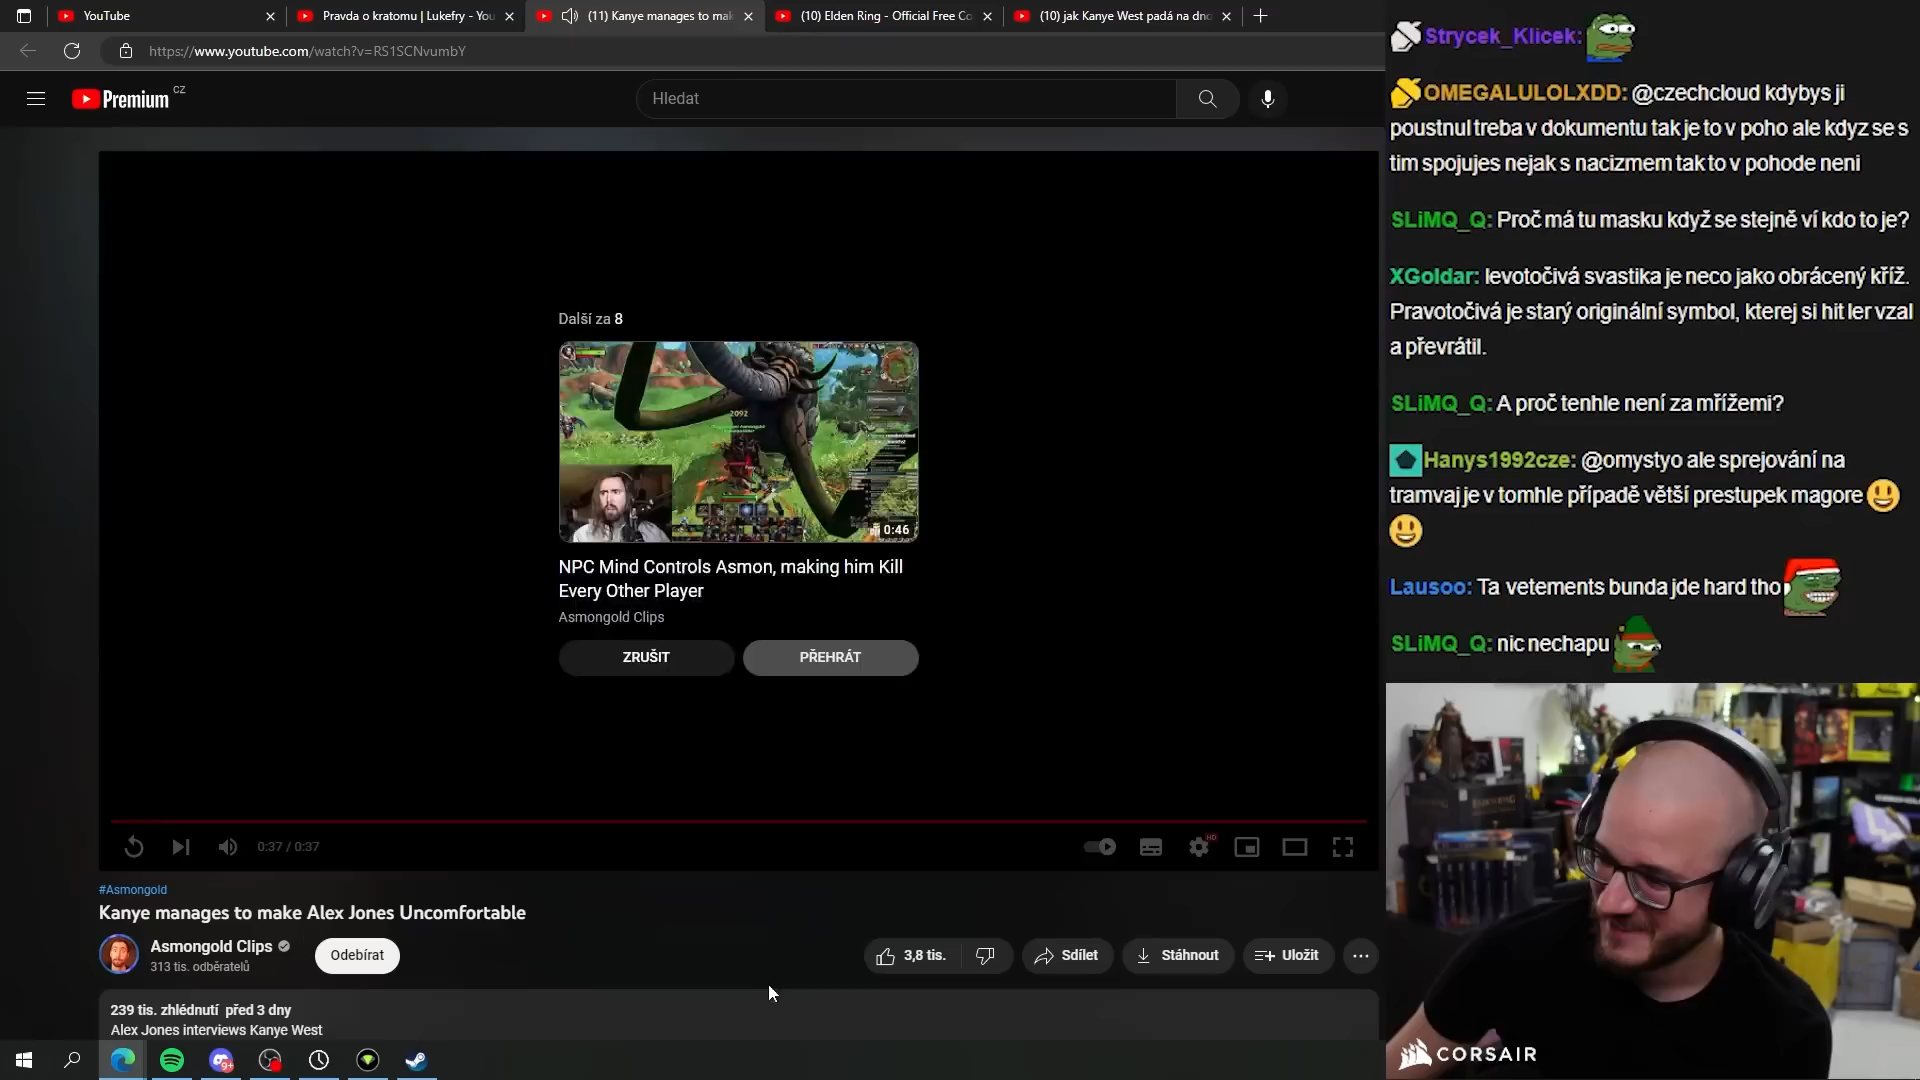 YouTube
Pravda o kratomu | Lukefry - You
(11) Kanye manages to mak
(10) Elden Ring - Official Free Co
(10) jak Kanye West padá na dno
https://www.youtube.com/watch?v=RS1SCNvumbY
Premium CZ
Hledat
Další za 8
2092
0:46
NPC Mind Controls Asmon, making him Kill
Every Other Player
Asmongold Clips
ZRUŠIT
PŘEHRÁT
0:37 / 0:37
HD
#Asmongold
Kanye manages to make Alex Jones Uncomfortable
Asmongold Clips
313 tis. odběratelů
Odebírat
3,8 tis.
Sdílet
Stáhnout
Uložit
239 tis. zhlédnutí před 3 dny
Alex Jones interviews Kanye West
9+
Strycek_Klicek:
OMEGALULOLXDD: @czechcloud kdybys ji
poustnul treba v dokumentu tak je to v poho ale kdyz se s
tim spojujes nejak s nacizmem tak to v pohode neni
SLiMQ_Q: Proč má tu masku když se stejně ví kdo to je?
XGoldar: levotočivá svastika je neco jako obrácený kříž.
Pravotočivá je starý originální symbol, kterej si hit ler vzal
a převrátil.
SLiMQ_Q: A proč tenhle není za mřížemi?
Hanys1992cze: @omystyo ale sprejování na
tramvaj je v tomhle případě větší prestupek magore
Lausoo: Ta vetements bunda jde hard tho
SLiMQ_Q: nic nechapu
CORSAIR